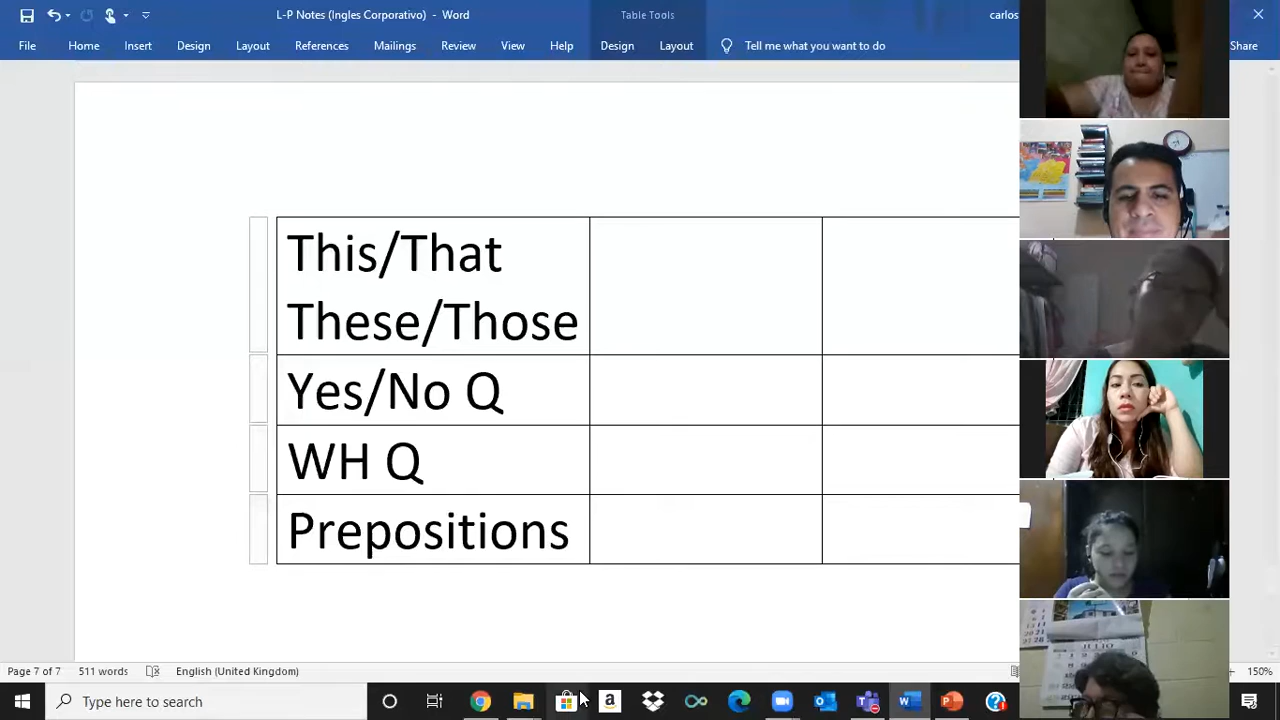 L-P Notes (Ingles Corporativo) - Word
Table Tools
carlos
File
Home
Insert
Design
Layout
References
Mailings
Review
View
Help
Design
Layout
Tell me what you want to do
Share
This/That
These/Those
Yes/No Q
WH Q
Prepositions
JULIO
Page 7 of 7
511 words
English (United Kingdom)
150%
Type here to search